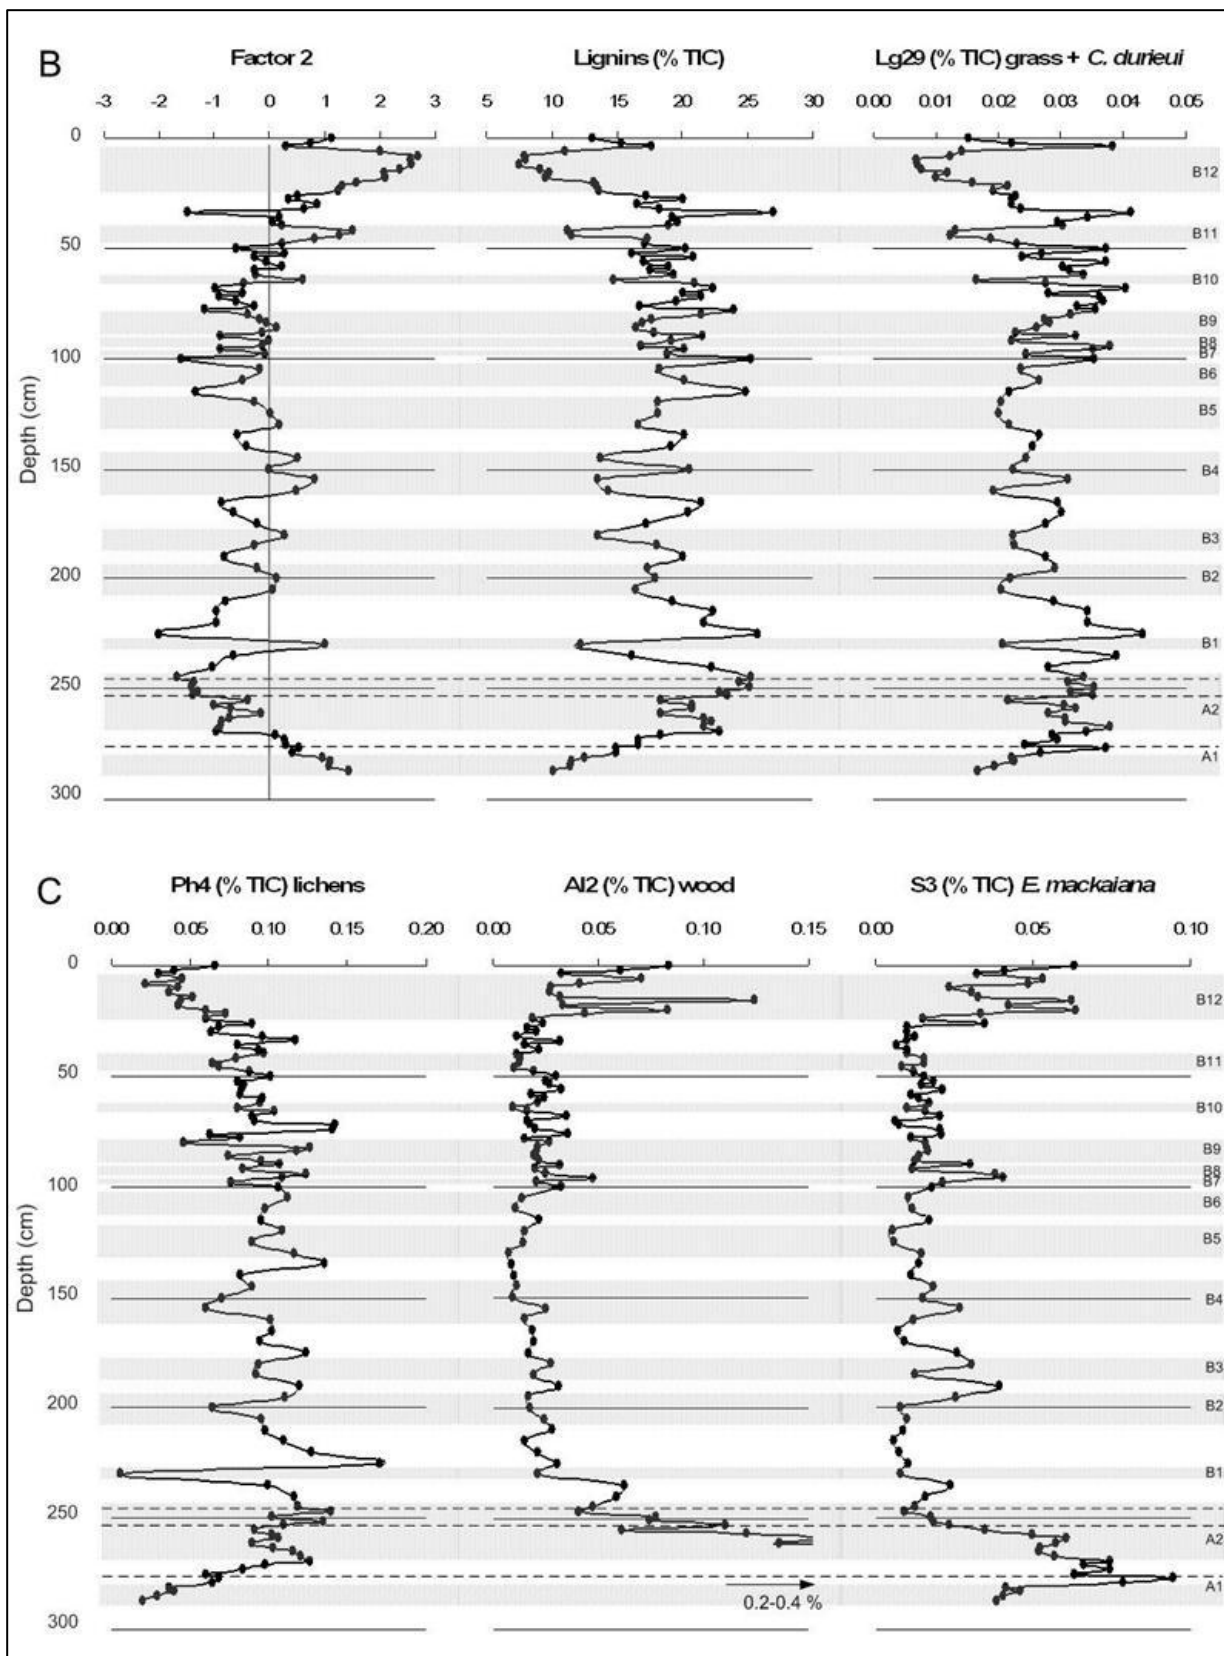 B
Factor 2 Lignins (% TIC) Lg29 (% TIC) grass + C. durieui
-3 -2 -1 0 1 2 3 5 10 15 20 25 30 0.00 0.01 0.02 0.03 0.04 0.05
0
B12
B11
50
B10
B9
B8
B7
100
B6
B5
Depth (cm)
150
B4
B3
200
B2
B1
250
A2
A1
300
C
Ph4 (% TIC) lichens Al2 (% TIC) wood S3 (% TIC) E. mackaiana
0.00 0.05 0.10 0.15 0.20 0.00 0.05 0.10 0.15 0.00 0.05 0.10
0
B12
B11
50
B10
B9
B8
B7
100
B6
B5
Depth (cm)
150
B4
B3
200
B2
B1
250
A2
A1
0.2-0.4 %
300